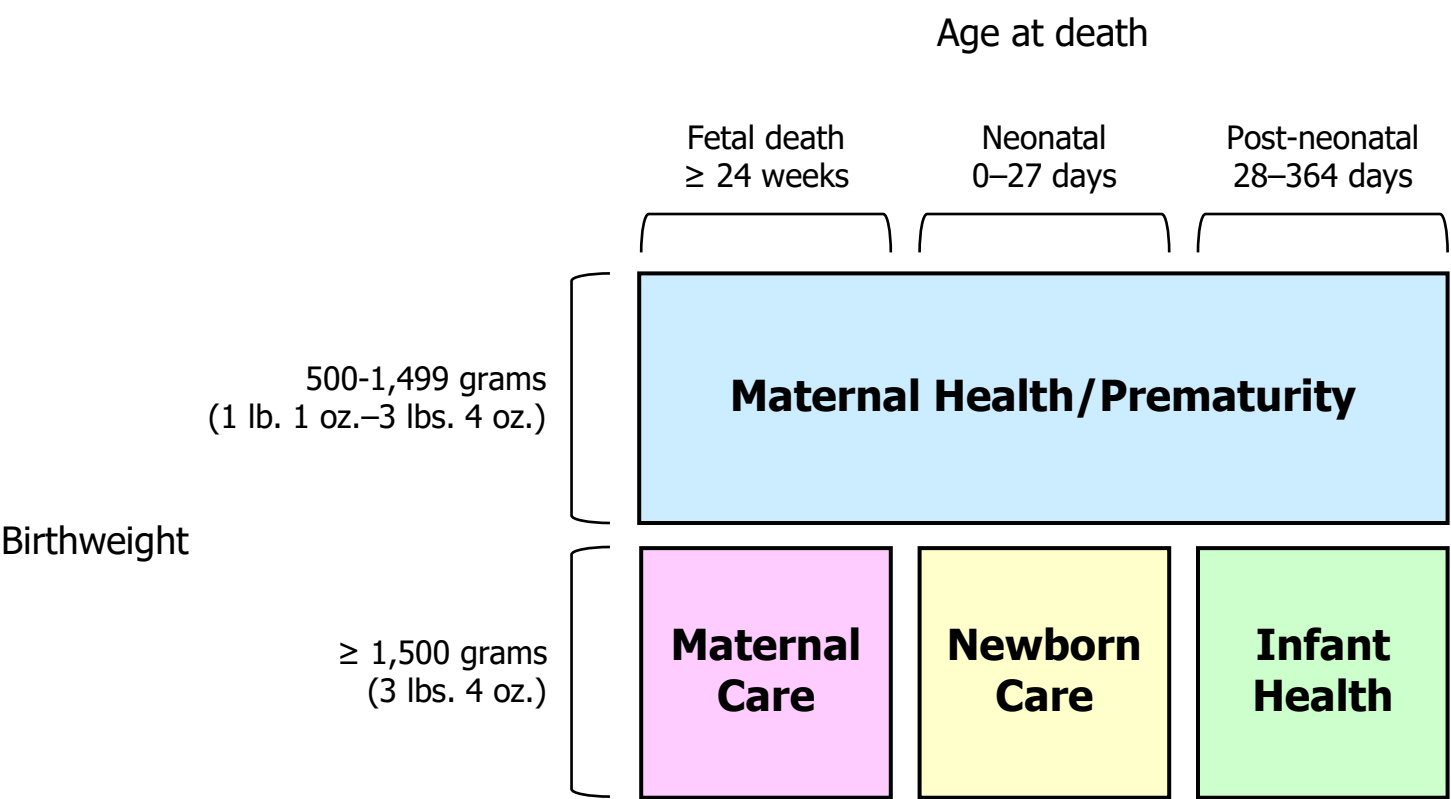 Age at death
Fetal death
≥ 24 weeks
Neonatal
0–27 days
Post-neonatal
28–364 days
500-1,499 grams
(1 lb. 1 oz.–3 lbs. 4 oz.)
Maternal Health/Prematurity
Birthweight
≥ 1,500 grams
(3 lbs. 4 oz.)
Maternal
Care
Newborn
Care
Infant
Health